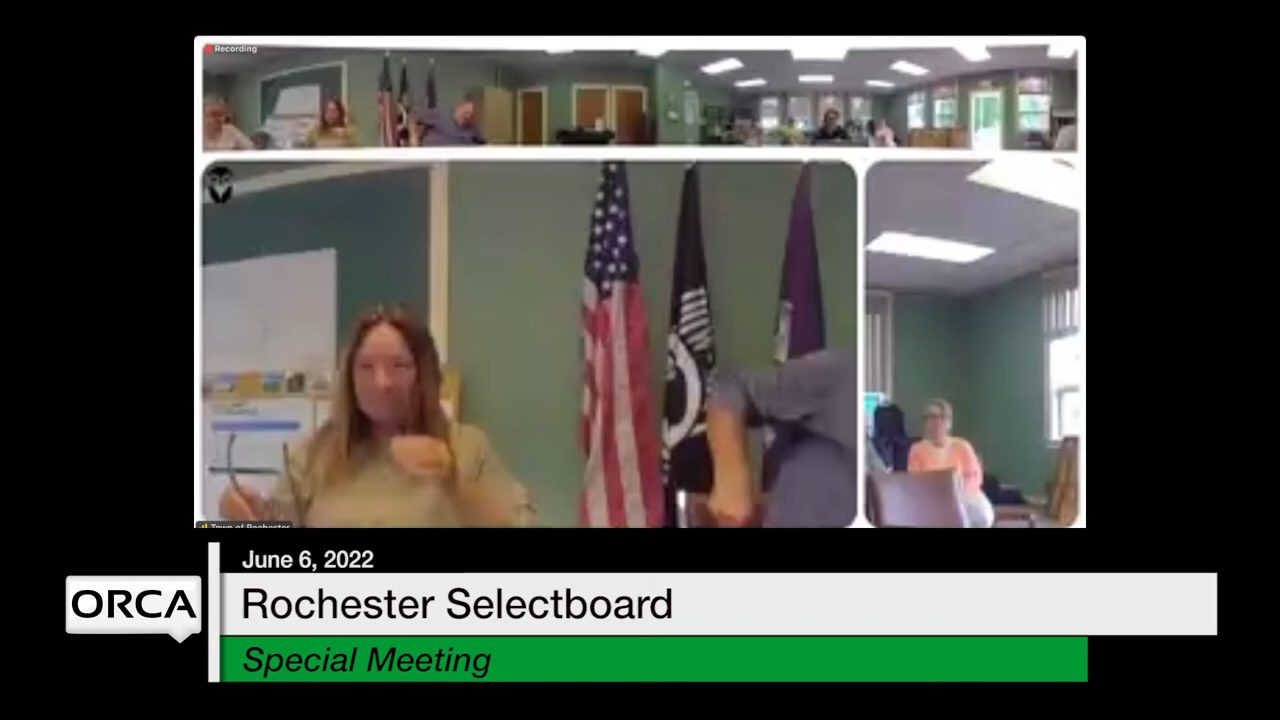 Recording
Town of Rochester
June 6, 2022
ORCA
Rochester Selectboard
Special Meeting